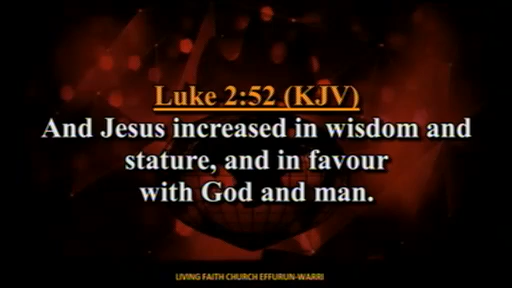 Luke 2:52 (KJV)
And Jesus increased in wisdom and
stature, and in favour
with God and man.
LIVING FAITH CHURCH EFFURUN-WARRI